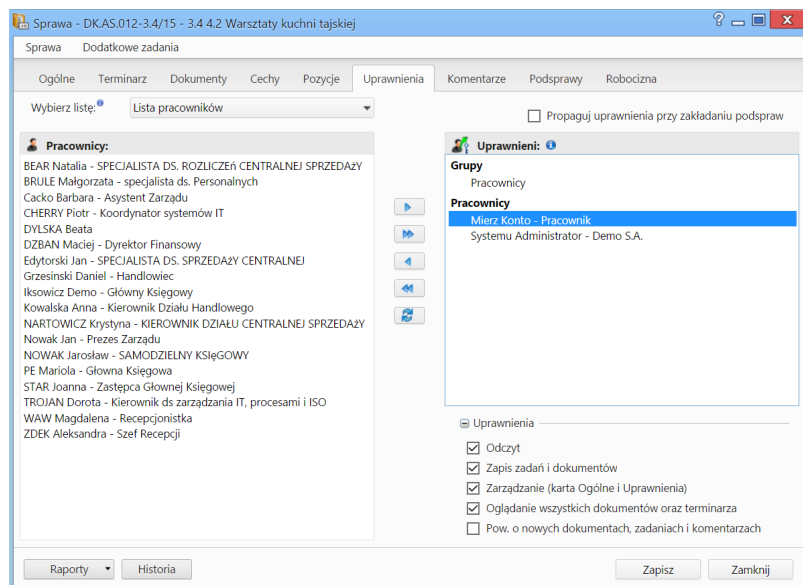 Sprawa - DK.AS.012-3.4/15 - 3.4 4.2 Warsztaty kuchni tajskiej
Sprawa Dodatkowe zadania
Ogólne Terminarz Dokumenty Cechy Pozycje Uprawnienia Komentarze Podsprawy Robocizna
Wybierz listę: Lista pracowników
Propaguj uprawnienia przy zakładaniu podspraw
Pracownicy:
BEAR Natalia - SPECJALISTA DS. ROZLICZEń CENTRALNEJ SPRZEDAżY
BRULE Małgorzata - specjalista ds. Personalnych
Cacko Barbara - Asystent Zarządu
CHERRY Piotr - Koordynator systemów IT
DYLSKA Beata
DZBAN Maciej - Dyrektor Finansowy
Edytorski Jan - SPECJALISTA DS. SPRZEDAżY CENTRALNEJ
Grzesinski Daniel - Handlowiec
Iksowicz Demo - Główny Księgowy
Kowalska Anna - Kierownik Działu Handlowego
NARTOWICZ Krystyna - KIEROWNIK DZIAŁU CENTRALNEJ SPRZEDAżY
Nowak Jan - Prezes Zarządu
NOWAK Jarosław - SAMODZIELNY KSIęGOWY
PE Mariola - Głowna Księgowa
STAR Joanna - Zastępca Głownej Księgowej
TROJAN Dorota - Kierownik ds zarządzania IT, procesami i ISO
WAW Magdalena - Recepcjonistka
ZDEK Aleksandra - Szef Recepcji
Uprawnieni:
Grupy
Pracownicy
Pracownicy
Mierz Konto - Pracownik
Systemu Administrator - Demo S.A.
Uprawnienia
Odczyt
Zapis zadań i dokumentów
Zarządzanie (karta Ogólne i Uprawnienia)
Oglądanie wszystkich dokumentów oraz terminarza
Pow. o nowych dokumentach, zadaniach i komentarzach
Raporty Historia Zapisz Zamknij